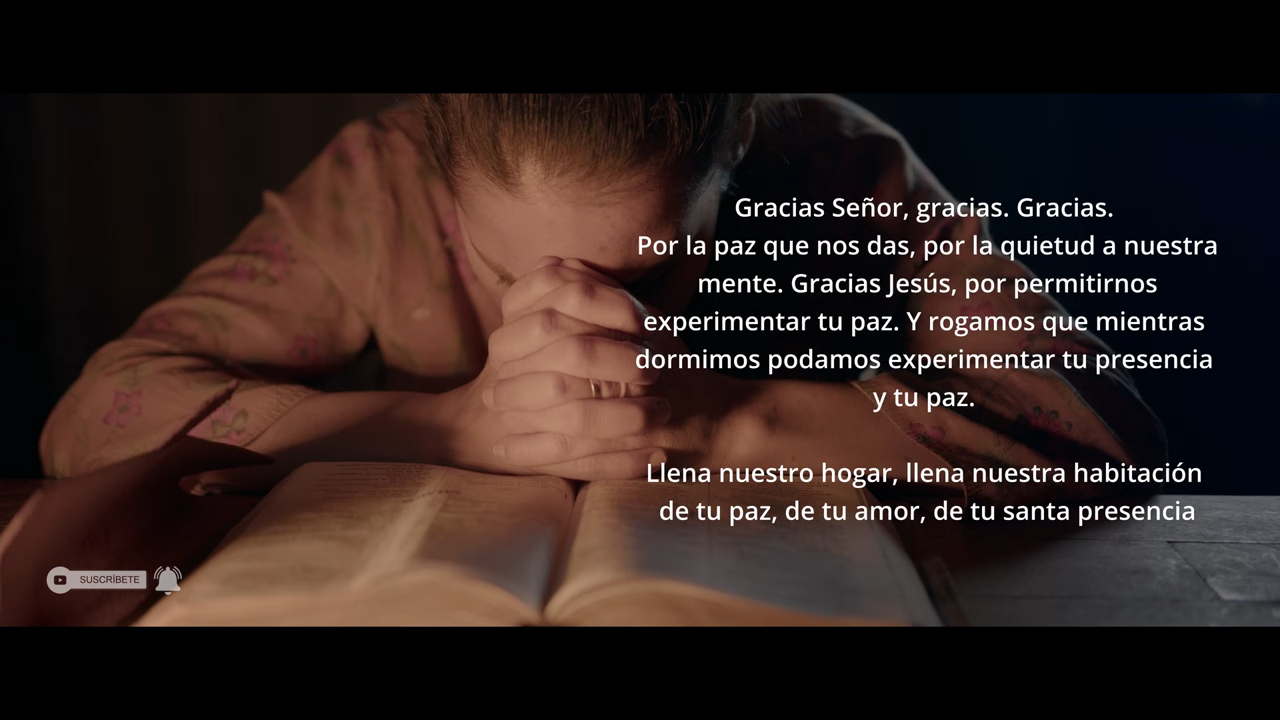 Gracias Señor, gracias. Gracias.
Por la paz que nos das, por la quietud a nuestra
mente. Gracias Jesús, por permitirnos
experimentar tu paz. Y rogamos que mientras
dormimos podamos experimentar tu presencia
y tu paz.
Llena nuestro hogar, llena nuestra habitación
de tu paz, de tu amor, de tu santa presencia
SUSCRÍBETE